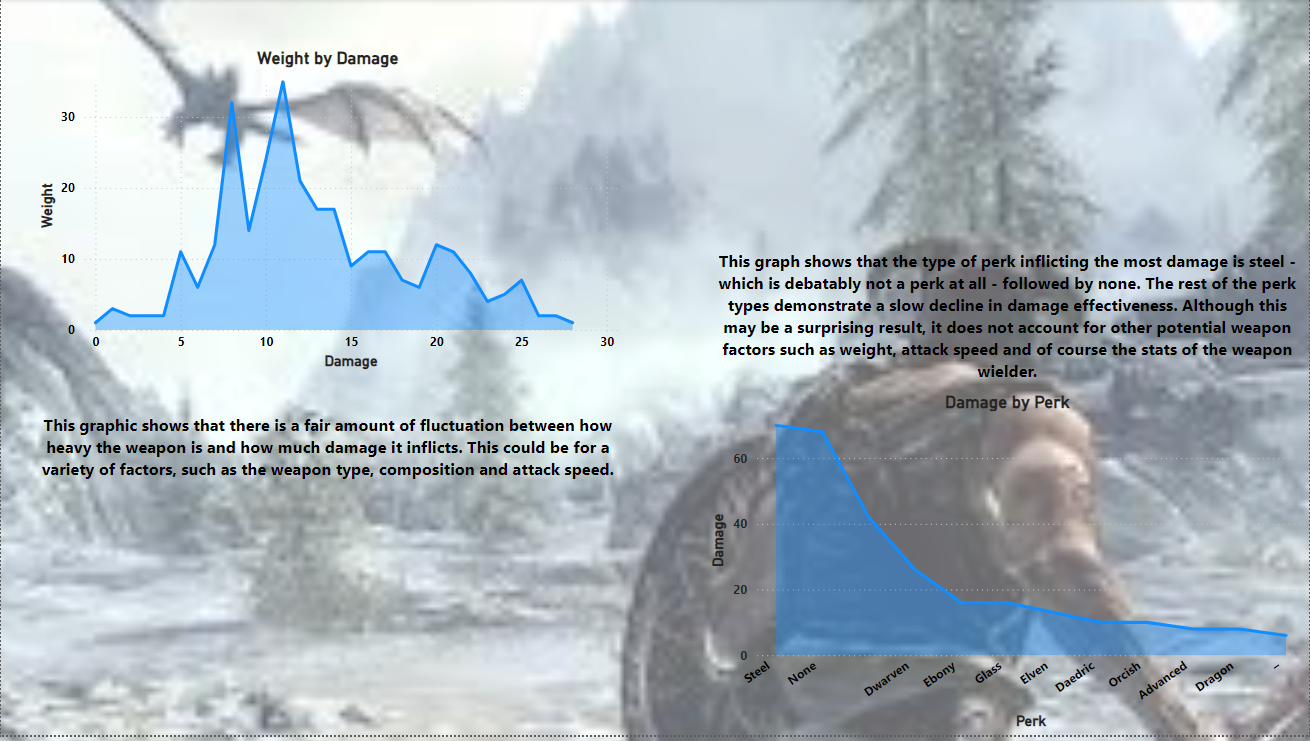 Weight by Damage
30
20
10
0
Weight
0 5 10 15 20 25 30
Damage
This graphic shows that there is a fair amount of fluctuation between how
heavy the weapon is and how much damage it inflicts. This could be for a
variety of factors, such as the weapon type, composition and attack speed.
This graph shows that the type of perk inflicting the most damage is steel -
which is debatably not a perk at all - followed by none. The rest of the perk
types demonstrate a slow decline in damage effectiveness. Although this
may be a surprising result, it does not account for other potential weapon
factors such as weight, attack speed and of course the stats of the weapon
wielder.
Damage by Perk
60
40
20
0
Damage
Steel None Dwarven Ebony Glass Elven Daedric Orcish Advanced Dragon –
Perk